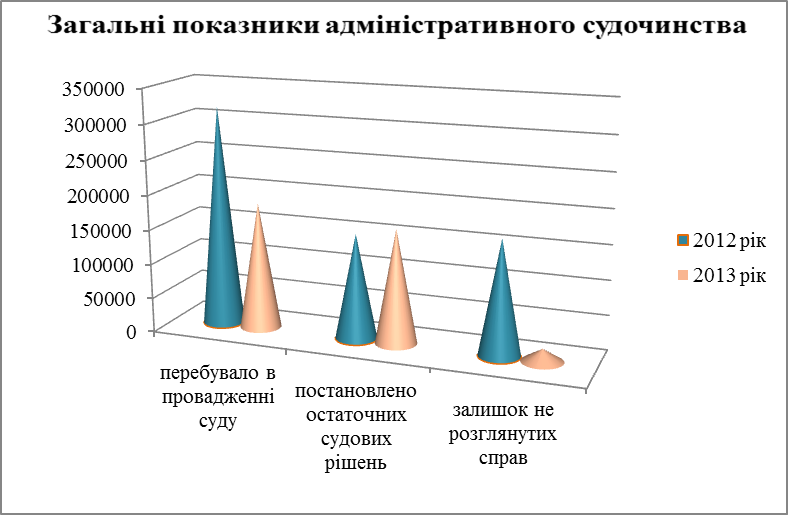 Загальні показники адміністративного судочинства
350000
300000
250000
200000
150000
100000
50000
0
перебувало в
провадженні
суду
постановлено
остаточних
судових
рішень
залишок не
розглянутих
справ
2012 рік
2013 рік